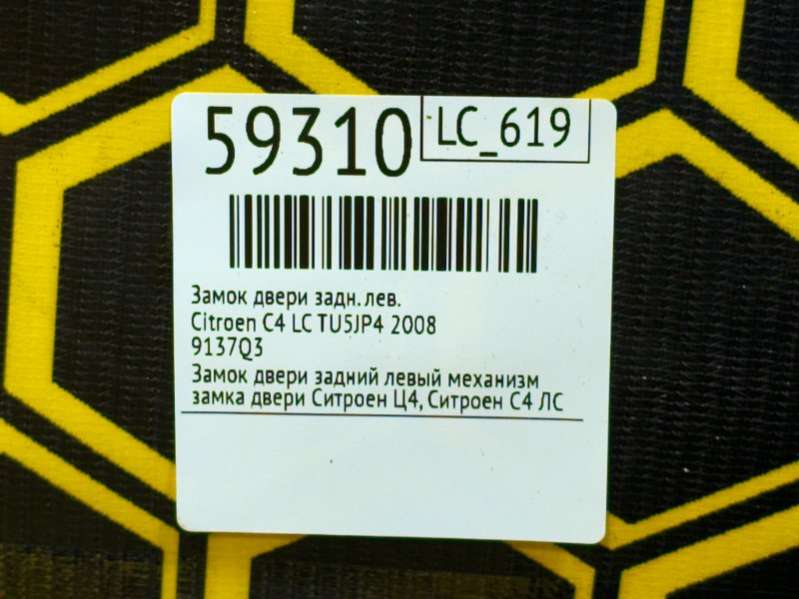 59310 LC_619
Замок двери задн. лев.
Citroen C4 LC TU5JP4 2008
9137Q3
Замок двери задний левый механизм
замка двери Ситроен Ц4, Ситроен С4 ЛС